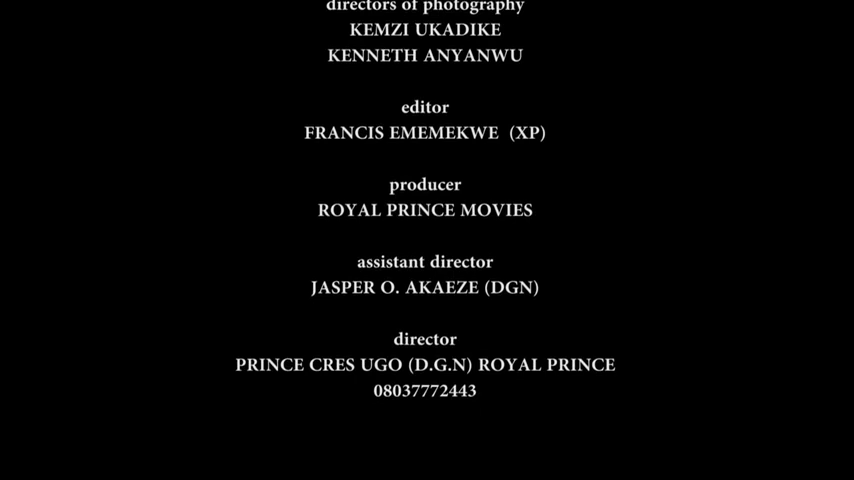 directors of photography
KEMZI UKADIKE
KENNETH ANYANWU
editor
FRANCIS EMEMEKWE (XP)
producer
ROYAL PRINCE MOVIES
assistant director
JASPER O. AKAEZE (DGN)
director
PRINCE CRES UGO (D.G.N) ROYAL PRINCE
08037772443